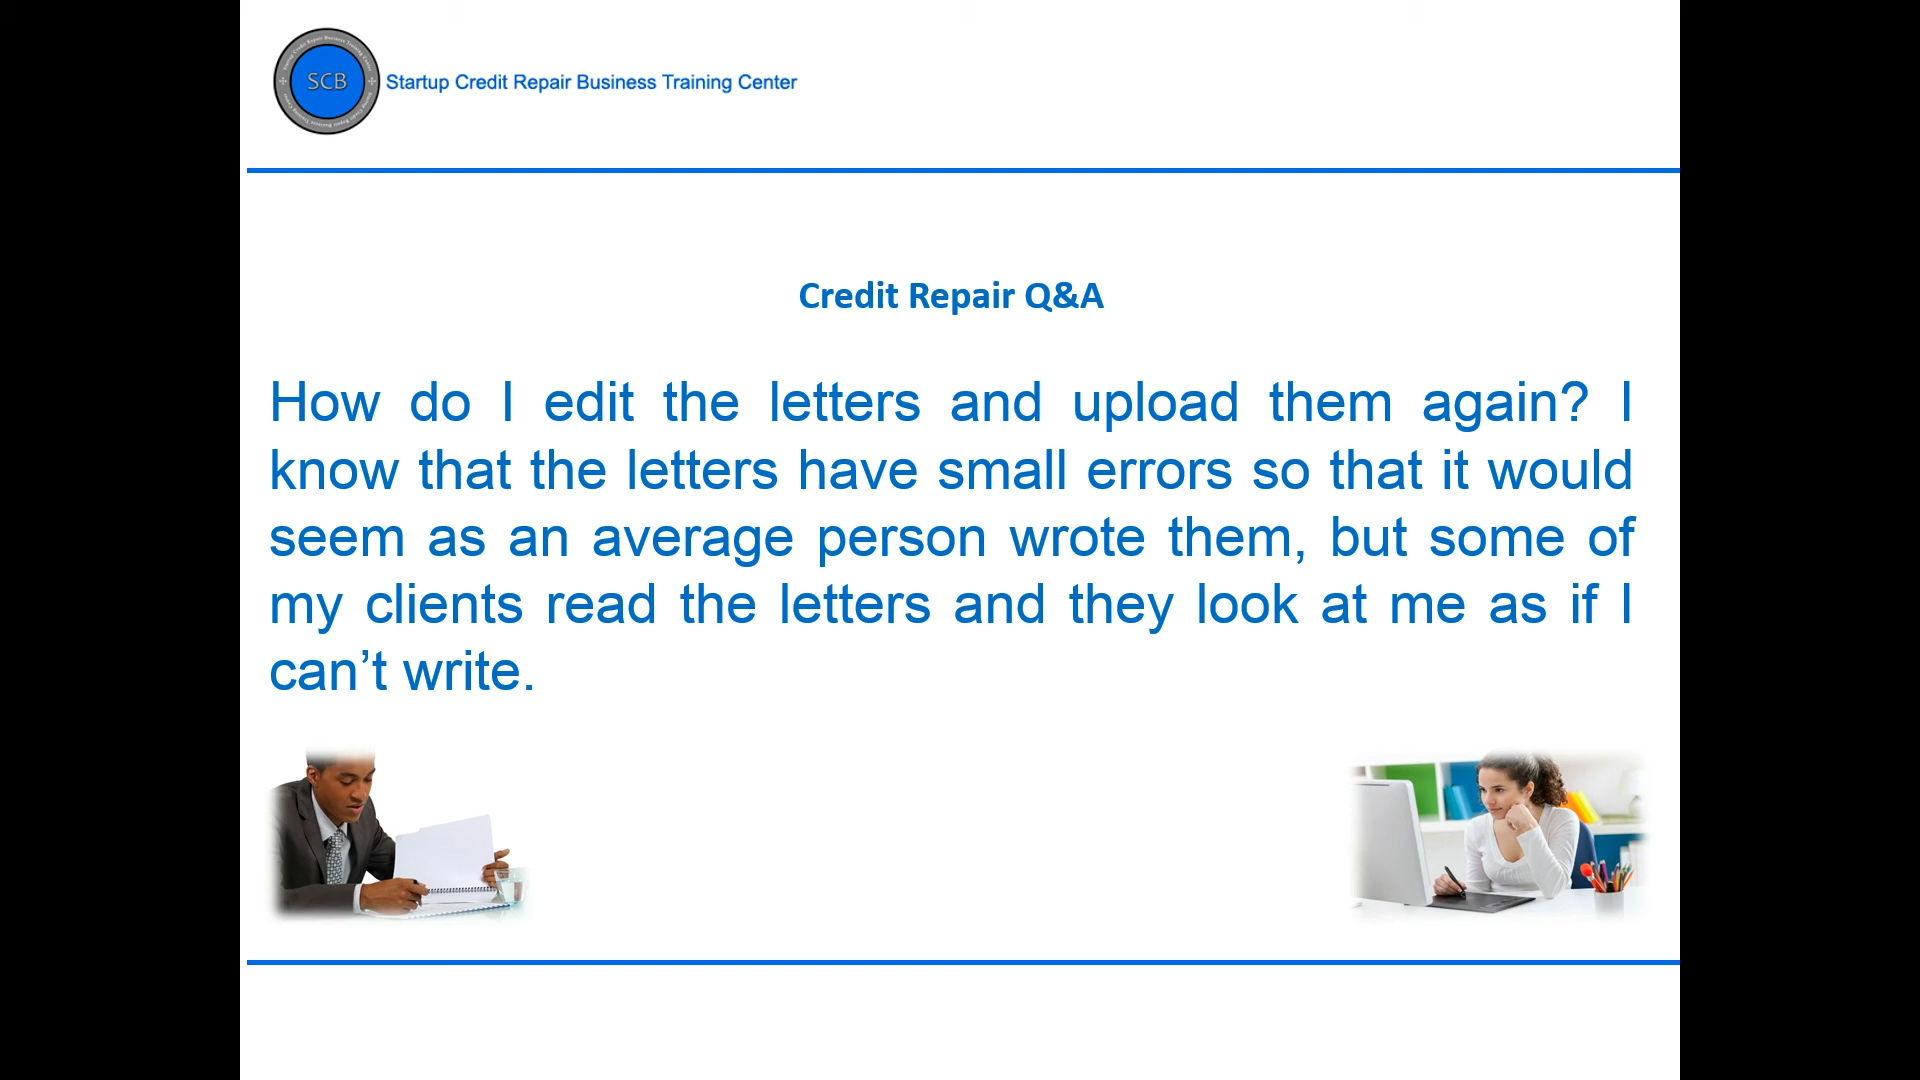 SCB
Startup Credit Repair Business Training Center
Credit Repair Q&A
How do I edit the letters and upload them again? I
know that the letters have small errors so that it would
seem as an average person wrote them, but some of
my clients read the letters and they look at me as if I
can’t write.